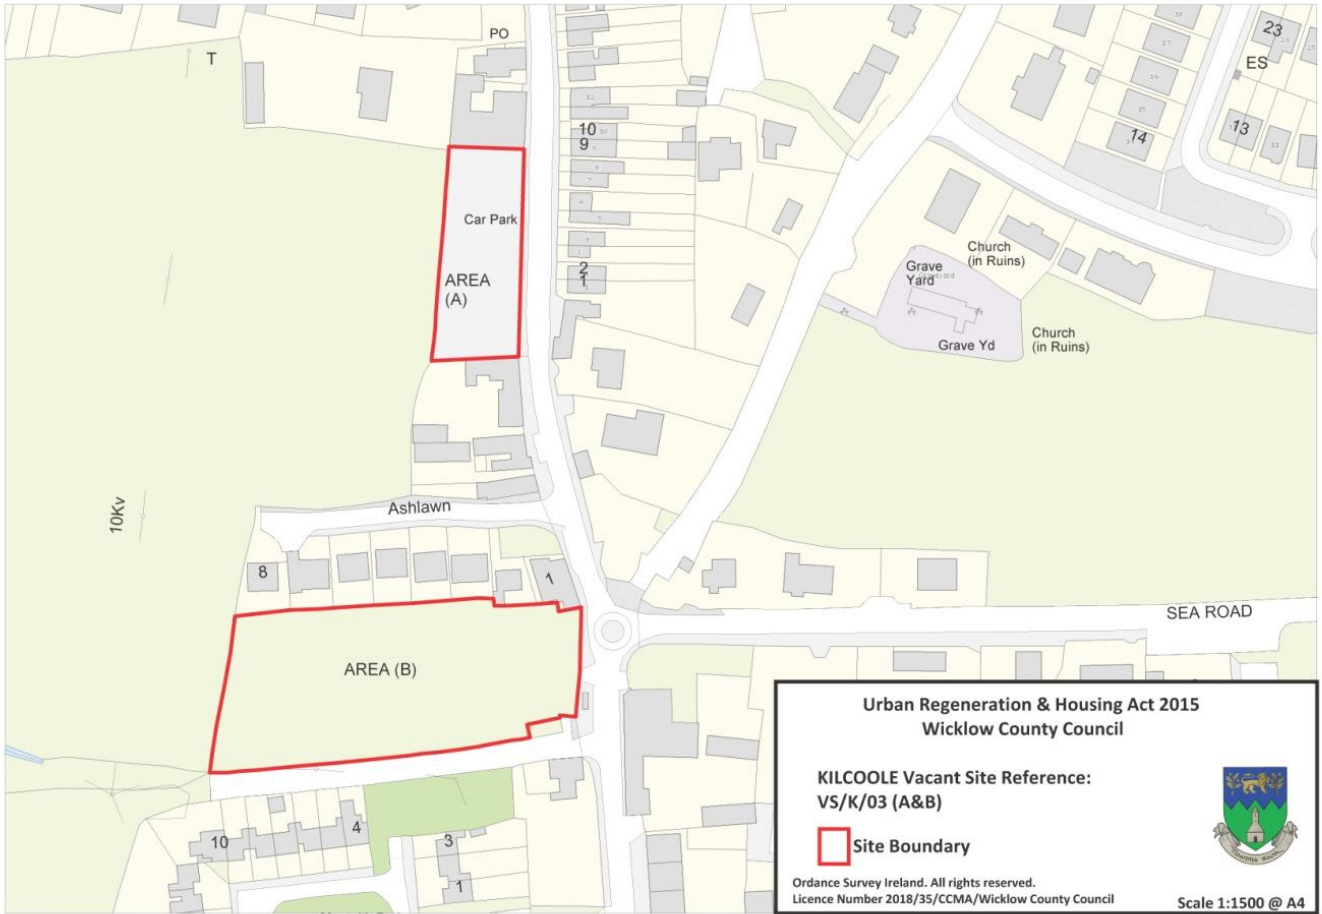 PO
T
23
ES
10
9
14
13
Car Park
Church
(in Ruins)
Grave
Yard
2
1
AREA
(A)
Grave Yd
Church
(in Ruins)
10Kv
Ashlawn
8
1
SEA ROAD
AREA (B)
10
4
3
1
Urban Regeneration & Housing Act 2015
Wicklow County Council
KILCOOLE Vacant Site Reference:
VS/K/03 (A&B)
Site Boundary
Ordance Survey Ireland. All rights reserved.
Licence Number 2018/35/CCMA/Wicklow County Council
Scale 1:1500 @ A4